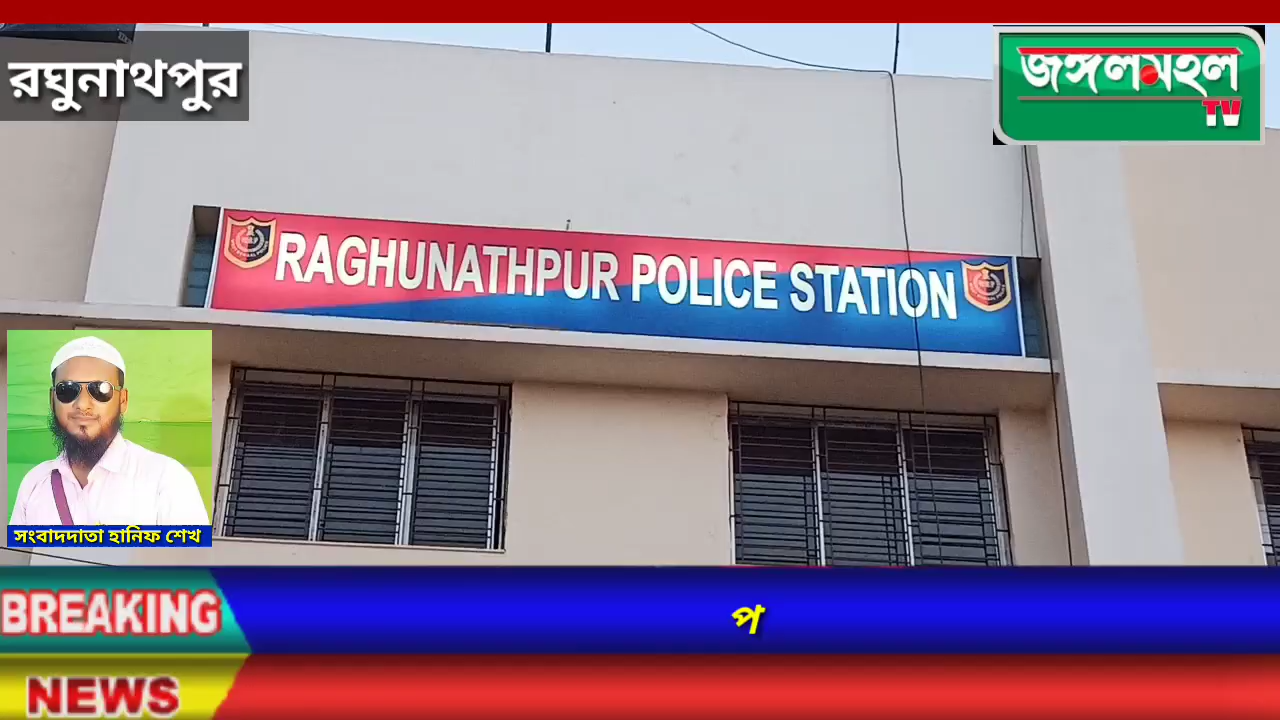 রঘুনাথপুর
জঙ্গলমহল
TV
RAGHUNATHPUR POLICE STATION
সংবাদদাতা হানিফ শেখ
BREAKING
প
NEWS